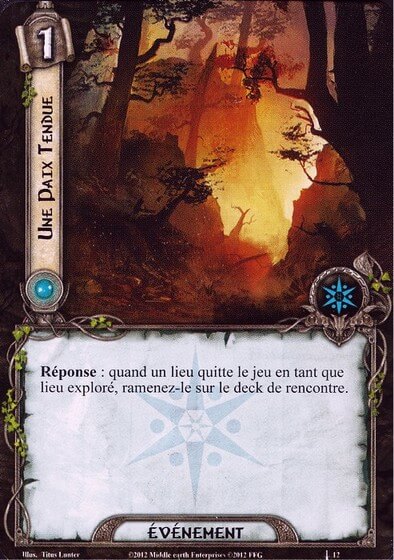 1
UNE PAIX TENDUE
Réponse : quand un lieu quitte le jeu en tant que
lieu exploré, ramenez-le sur le deck de rencontre.
ÉVÉNEMENT
Illus. Titus Lunter ©2012 Middle earth Enterprises ©2012 FFG 12